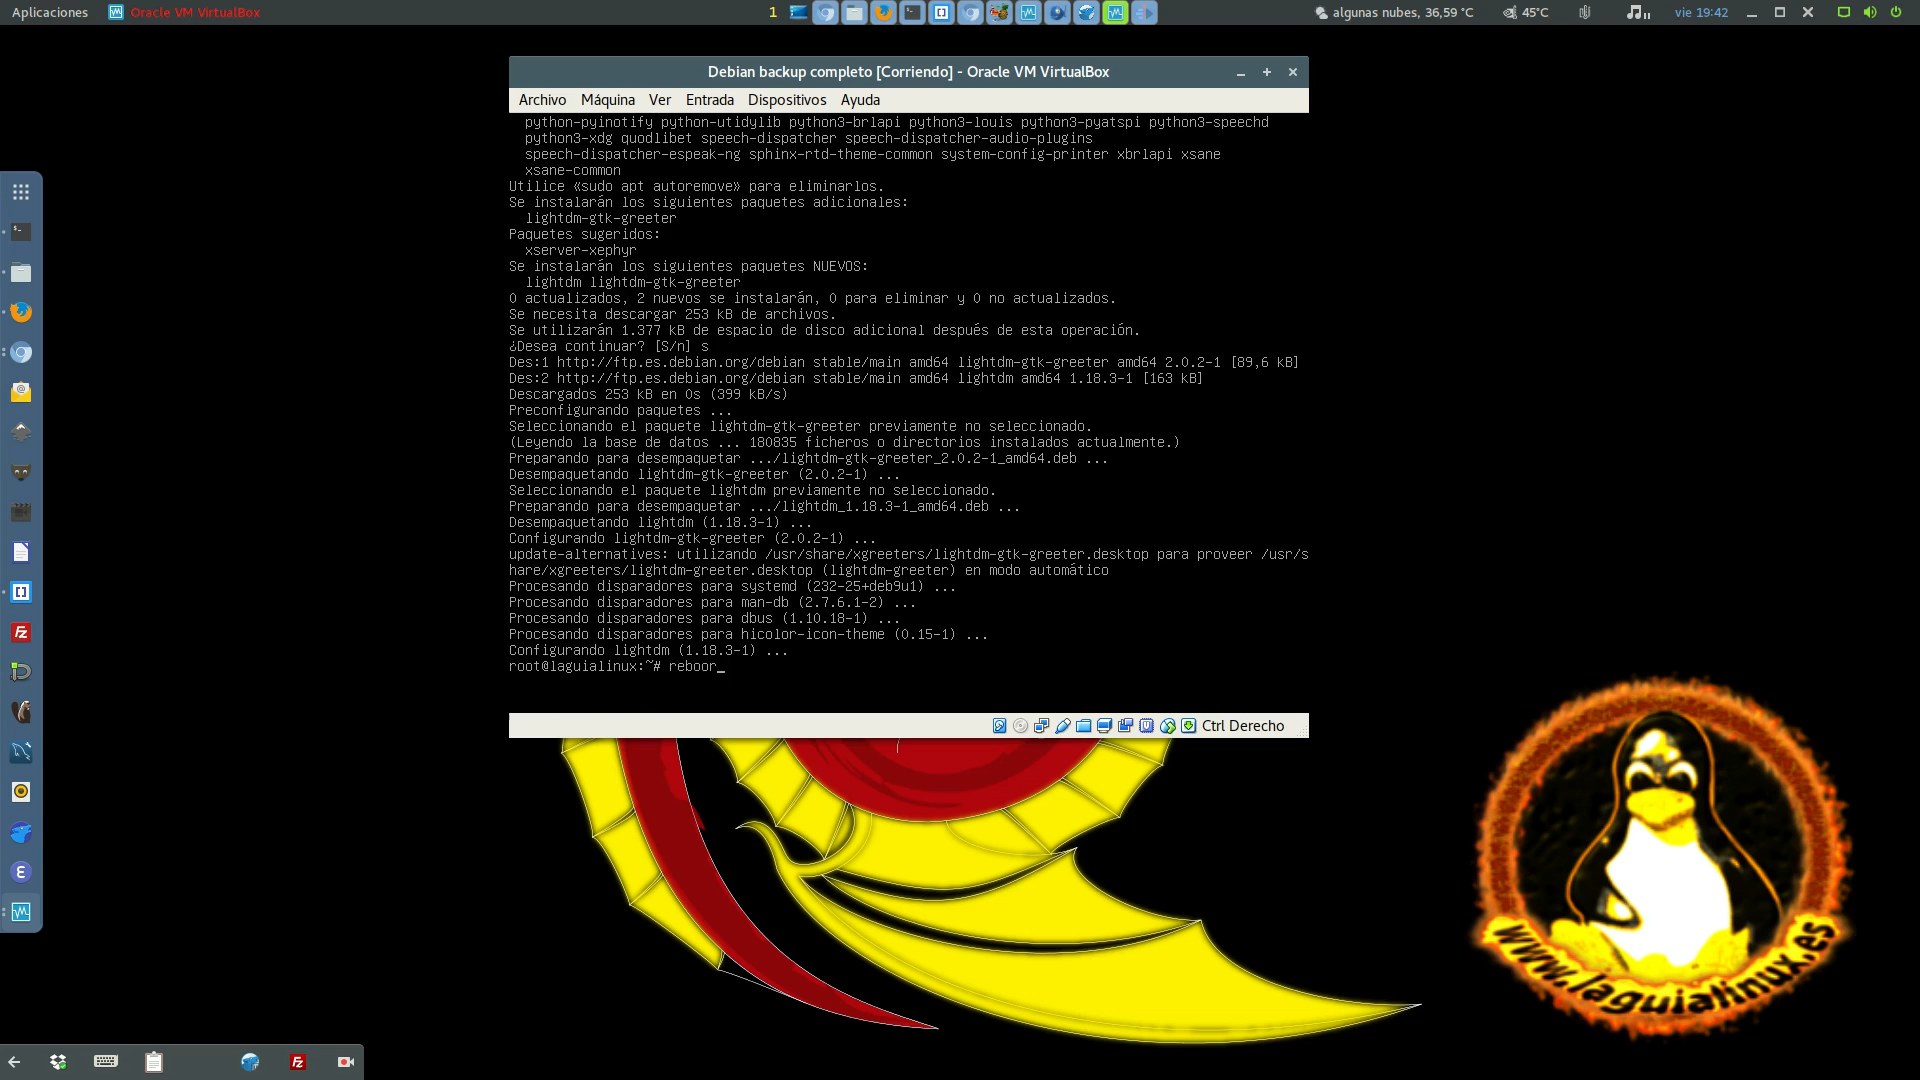 Aplicaciones Oracle VM VirtualBox 1 algunas nubes, 36,59 °C 45°C vie 19:42
Debian backup completo [Corriendo] - Oracle VM VirtualBox
Archivo Máquina Ver Entrada Dispositivos Ayuda
python-pyinotify python-utidylib python3-brlapi python3-louis python3-pyatspi python3-speechd
python3-xdg quodlibet speech-dispatcher speech-dispatcher-audio-plugins
speech-dispatcher-espeak-ng sphinx-rtd-theme-common system-config-printer xbrlapi xsane
xsane-common
Utilice «sudo apt autoremove» para eliminarlos.
Se instalarán los siguientes paquetes adicionales:
lightdm-gtk-greeter
Paquetes sugeridos:
xserver-xephyr
Se instalarán los siguientes paquetes NUEVOS:
lightdm lightdm-gtk-greeter
0 actualizados, 2 nuevos se instalarán, 0 para eliminar y 0 no actualizados.
Se necesita descargar 253 kB de archivos.
Se utilizarán 1.377 kB de espacio de disco adicional después de esta operación.
¿Desea continuar? [S/n] s
Des:1 http://ftp.es.debian.org/debian stable/main amd64 lightdm-gtk-greeter amd64 2.0.2-1 [89,6 kB]
Des:2 http://ftp.es.debian.org/debian stable/main amd64 lightdm amd64 1.18.3-1 [163 kB]
Descargados 253 kB en 0s (399 kB/s)
Preconfigurando paquetes ...
Seleccionando el paquete lightdm-gtk-greeter previamente no seleccionado.
(Leyendo la base de datos ... 180835 ficheros o directorios instalados actualmente.)
Preparando para desempaquetar .../lightdm-gtk-greeter_2.0.2-1_amd64.deb ...
Desempaquetando lightdm-gtk-greeter (2.0.2-1) ...
Seleccionando el paquete lightdm previamente no seleccionado.
Preparando para desempaquetar .../lightdm_1.18.3-1_amd64.deb ...
Desempaquetando lightdm (1.18.3-1) ...
Configurando lightdm-gtk-greeter (2.0.2-1) ...
update-alternatives: utilizando /usr/share/xgreeters/lightdm-gtk-greeter.desktop para proveer /usr/s
hare/xgreeters/lightdm-greeter.desktop (lightdm-greeter) en modo automático
Procesando disparadores para systemd (232-25+deb9u1) ...
Procesando disparadores para man-db (2.7.6.1-2) ...
Procesando disparadores para dbus (1.10.18-1) ...
Procesando disparadores para hicolor-icon-theme (0.15-1) ...
Configurando lightdm (1.18.3-1) ...
root@laguialinux:~# reboor_
Ctrl Derecho
www.laguialinux.es